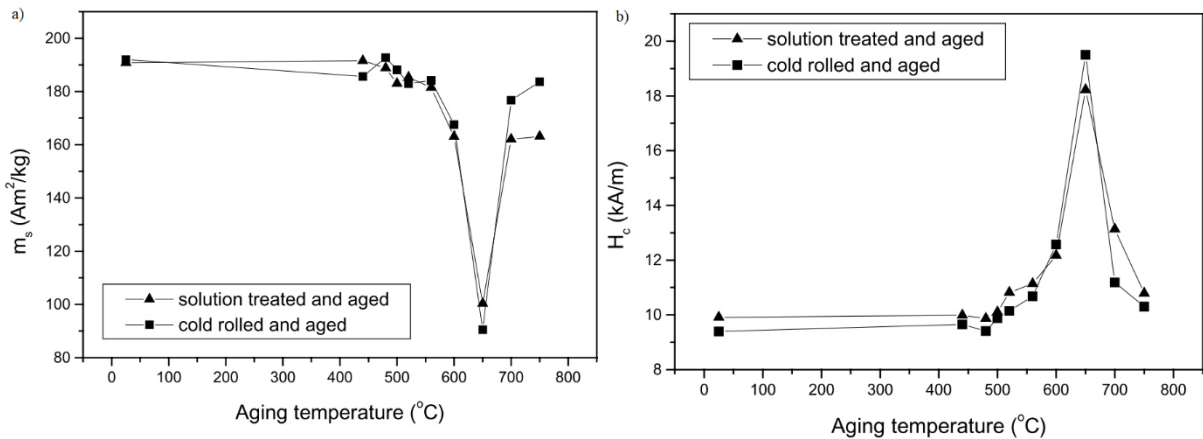 a)
m_s (Am²/kg)
200
180
160
140
120
100
80
solution treated and aged
cold rolled and aged
0 100 200 300 400 500 600 700 800
Aging temperature (°C)
b)
H_c (kA/m)
20
18
16
14
12
10
8
solution treated and aged
cold rolled and aged
0 100 200 300 400 500 600 700 800
Aging temperature (°C)